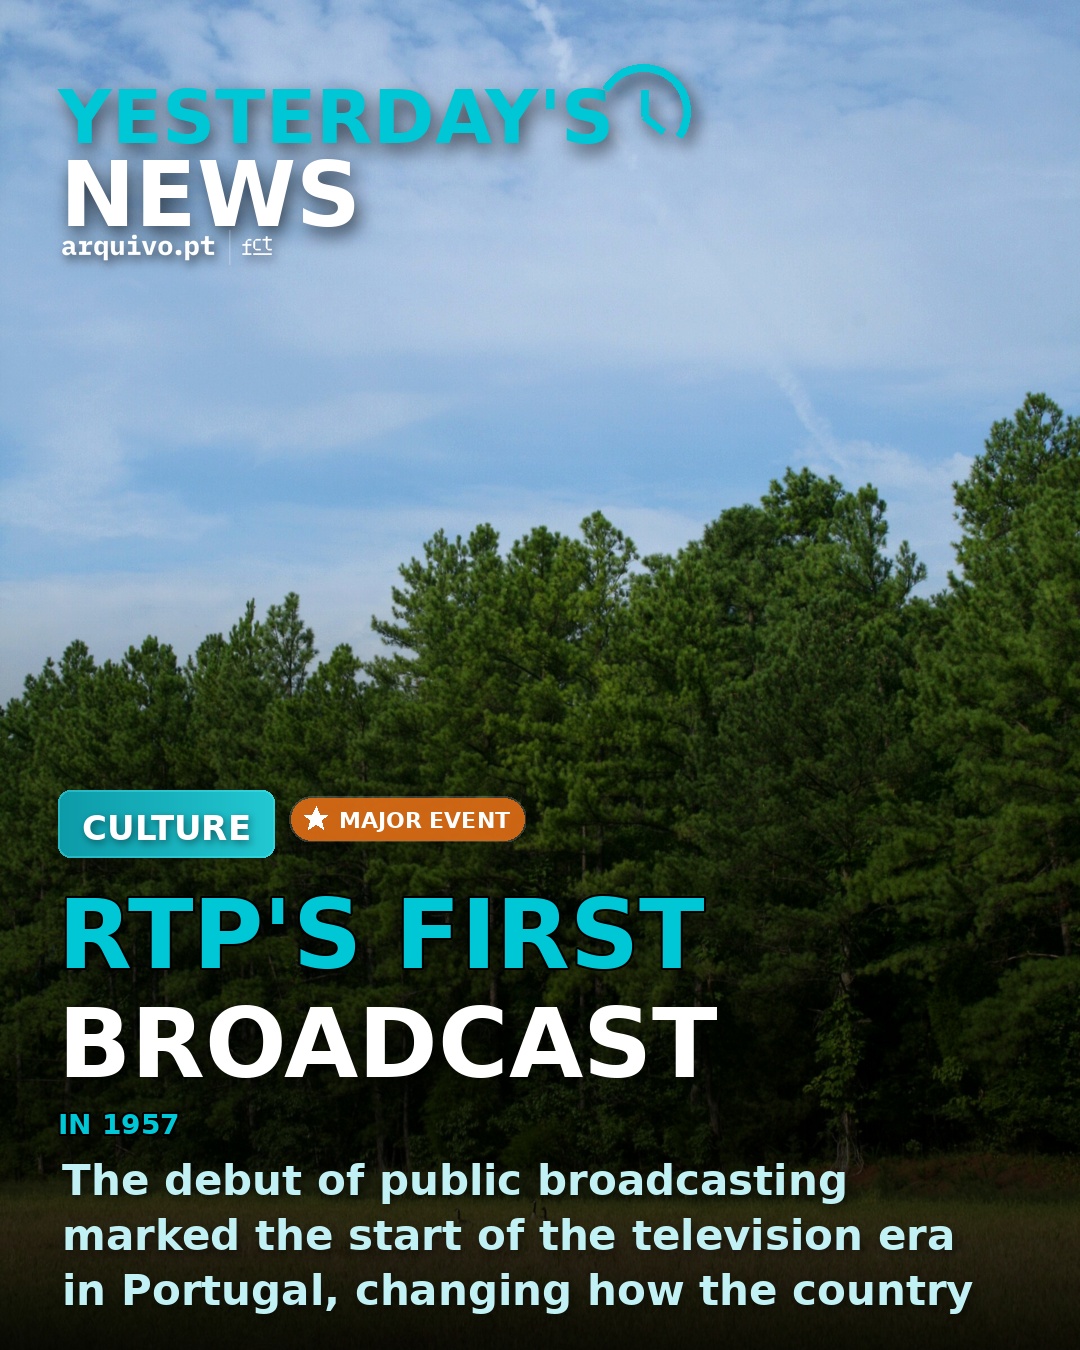 YESTERDAY'S
NEWS
arquivo.pt fct
CULTURE
MAJOR EVENT
RTP'S FIRST
BROADCAST
IN 1957
The debut of public broadcasting
marked the start of the television era
in Portugal, changing how the country